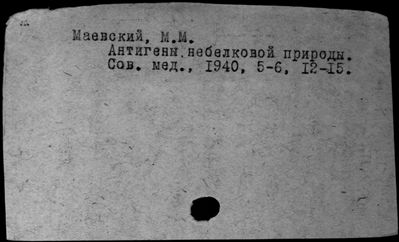 Маевский, М.М.
Антигены небелковой природы.
Сов. мед., 1940, 5-6, 12-15.